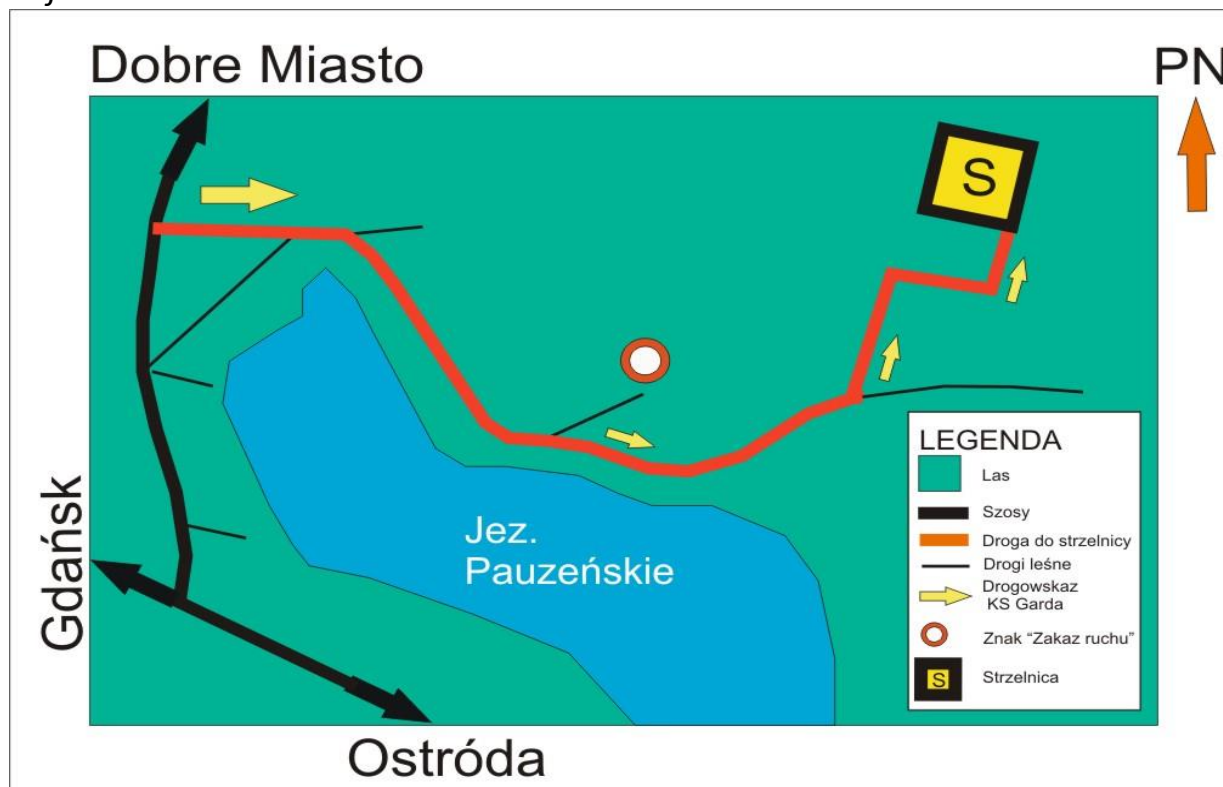 Dobre Miasto
PN
S
Jez.
Pauzeńskie
Gdańsk
Ostróda
LEGENDA
Las
Szosy
Droga do strzelnicy
Drogi leśne
Drogowskaz
KS Garda
Znak "Zakaz ruchu"
S
Strzelnica